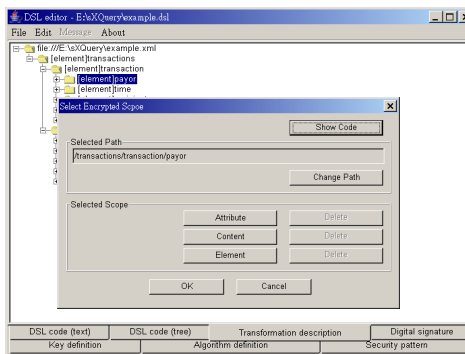 DSL editor - E:\sXQuery\example.dsl
File Edit Message About
file:///E:\sXQuery\example.xml
[element]transactions
[element]transaction
[element]payor
[element]time
Select Encrypted Scpoe
Show Code
Selected Path
/transactions/transaction/payor
Change Path
Selected Scope
Attribute Delete
Content Delete
Element Delete
OK Cancel
DSL code (text) DSL code (tree) Transformation description Digital signature
Key definition Algorithm definition Security pattern